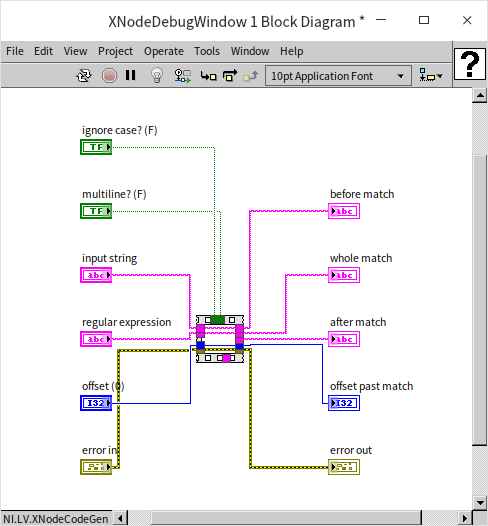 XNodeDebugWindow 1 Block Diagram *
File Edit View Project Operate Tools Window Help
10pt Application Font
?
ignore case? (F)
TF
multiline? (F)
TF
before match
abc
input string
abc
whole match
abc
regular expression
abc
after match
abc
offset (0)
I32
offset past match
I32
error in
error out
NI.LV.XNodeCodeGen